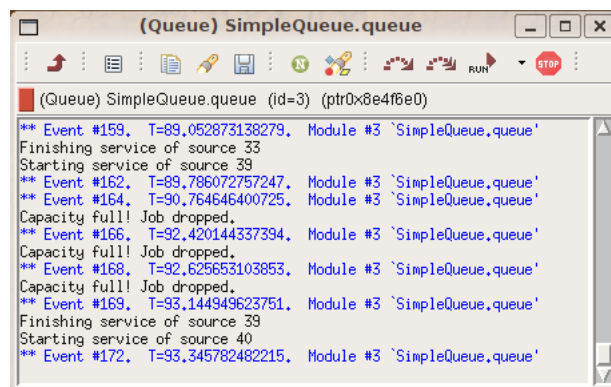 (Queue) SimpleQueue.queue
N
RUN
STOP
(Queue) SimpleQueue.queue (id=3) (ptr0x8e4f6e0)
** Event #159. T=89.052873138279. Module #3 `SimpleQueue.queue'
Finishing service of source 33
Starting service of source 39
** Event #162. T=89.786072757247. Module #3 `SimpleQueue.queue'
** Event #164. T=90.764646400725. Module #3 `SimpleQueue.queue'
Capacity full! Job dropped.
** Event #166. T=92.420144337394. Module #3 `SimpleQueue.queue'
Capacity full! Job dropped.
** Event #168. T=92.625653103853. Module #3 `SimpleQueue.queue'
Capacity full! Job dropped.
** Event #169. T=93.144949623751. Module #3 `SimpleQueue.queue'
Finishing service of source 39
Starting service of source 40
** Event #172. T=93.345782482215. Module #3 `SimpleQueue.queue'